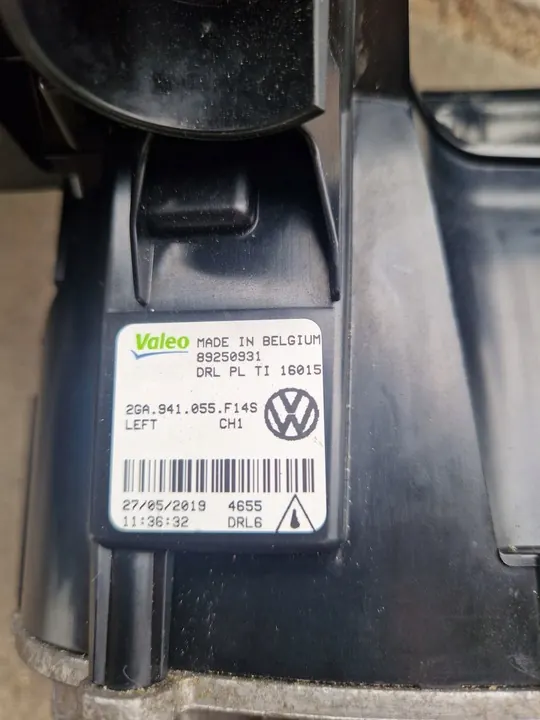 Valeo MADE IN BELGIUM
89250931
DRL PL TI 16015
2GA.941.055.F14S
LEFT CH1
27/05/2019 4655
11:36:32 DRL6